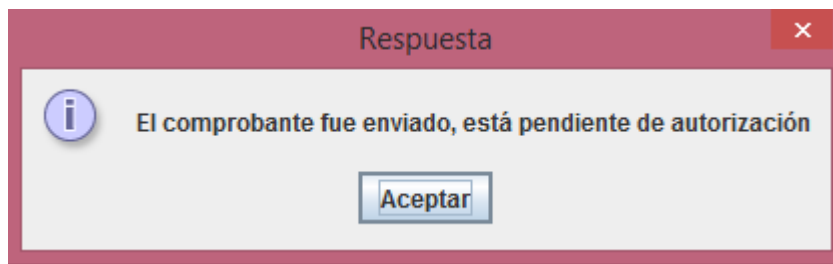 Respuesta
El comprobante fue enviado, está pendiente de autorización
Aceptar